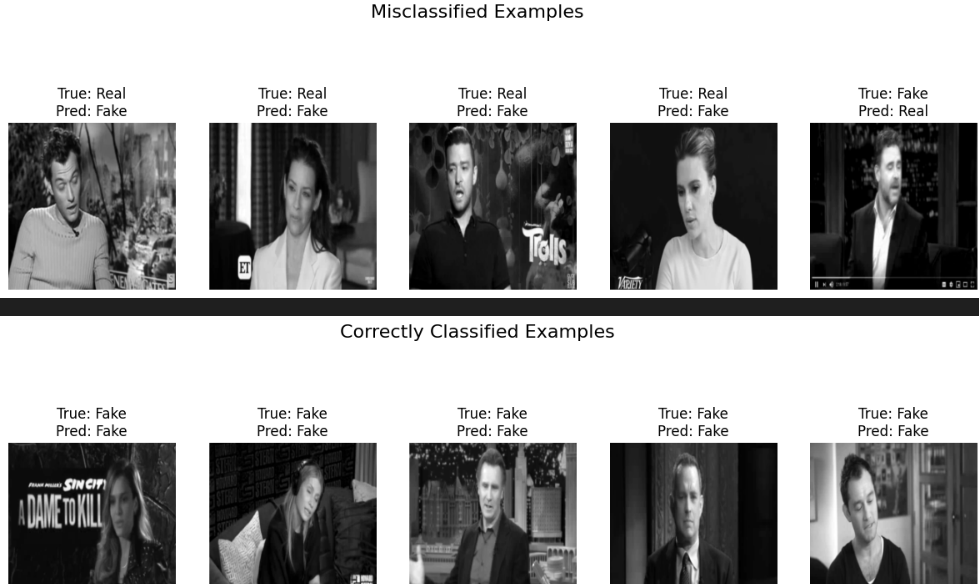 Misclassified Examples
True: Real
Pred: Fake
True: Real
Pred: Fake
True: Real
Pred: Fake
True: Real
Pred: Fake
True: Fake
Pred: Real
ET
Trolls
VARIETY
Correctly Classified Examples
True: Fake
Pred: Fake
True: Fake
Pred: Fake
True: Fake
Pred: Fake
True: Fake
Pred: Fake
True: Fake
Pred: Fake
SIN CITY
A DAME TO KILL